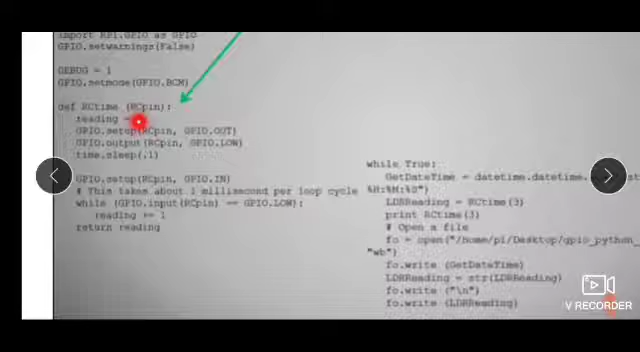 import RPi.GPIO as GPIO
GPIO.setwarnings(False)
DEBUG = 1
GPIO.setmode(GPIO.BCM)
def RCtime (RCpin):
reading =
GPIO.setup(RCpin, GPIO.OUT)
GPIO.output(RCpin, GPIO.LOW)
time.sleep(.1)
GPIO.setup(RCpin, GPIO.IN)
# This takes about 1 millisecond per loop cycle
while (GPIO.input(RCpin) == GPIO.LOW):
reading += 1
return reading
while True:
GetDateTime = datetime.datetime.
%H:%M:%S")
LDRReading = RCtime(3)
print RCtime(3)
# Open a file
fo = open("/home/pi/Desktop/gpio_python_
"wb")
fo.write (GetDateTime)
LDRReading = str(LDRReading)
fo.write ("\n")
fo.write (LDRReading)
V RECORDER